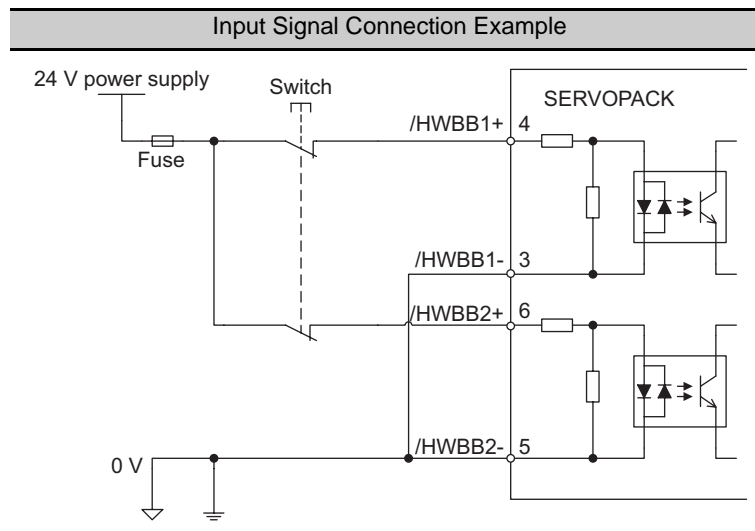 Input Signal Connection Example
24 V power supply
Switch
SERVOPACK
Fuse
/HWBB1+ 4
/HWBB1- 3
/HWBB2+ 6
/HWBB2- 5
0 V